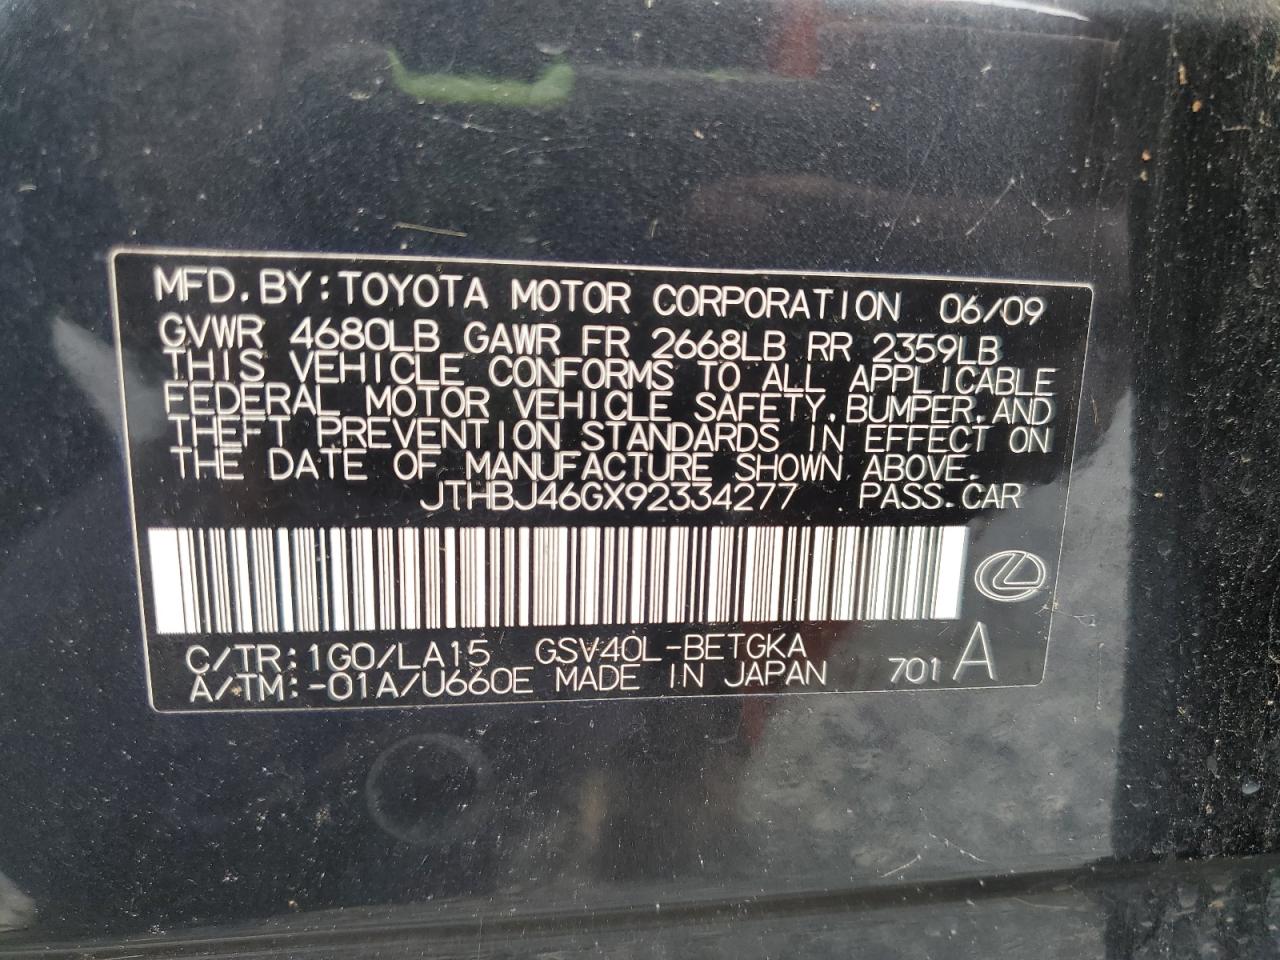 MFD. BY: TOYOTA MOTOR CORPORATION 06/09
GVWR 4680LB GAWR FR 2668LB RR 2359LB
THIS VEHICLE CONFORMS TO ALL APPLICABLE
FEDERAL MOTOR VEHICLE SAFETY, BUMPER, AND
THEFT PREVENTION STANDARDS IN EFFECT ON
THE DATE OF MANUFACTURE SHOWN ABOVE.
JTHBJ46GX92334277 PASS. CAR
C/TR: 1G0/LA15 GSV40L-BETGKA
A/TM: -01A/U660E MADE IN JAPAN 701 A